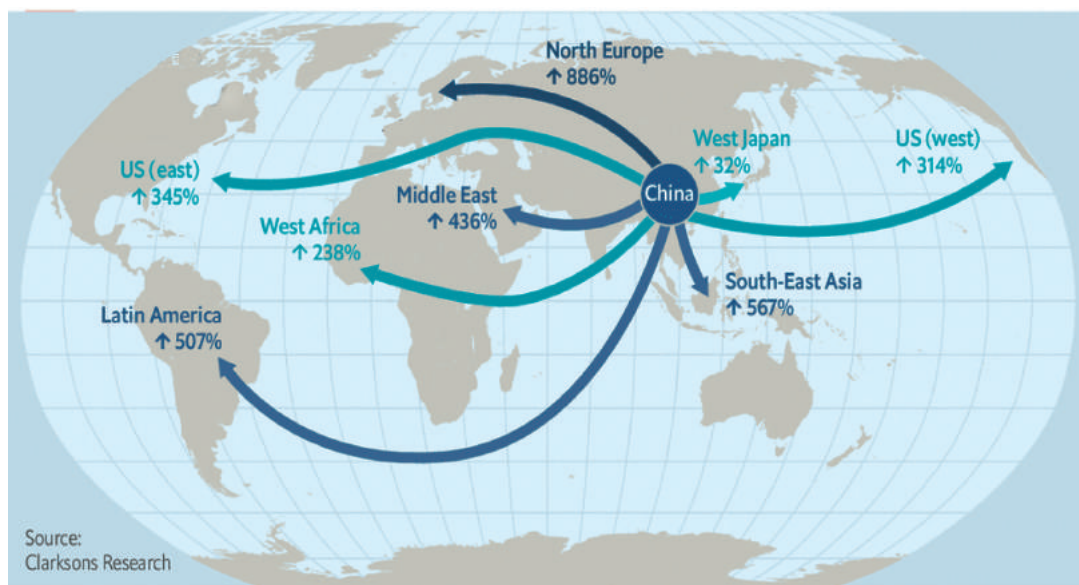 North Europe
↑ 886%
West Japan
↑ 32%
US (west)
↑ 314%
US (east)
↑ 345%
Middle East
↑ 436%
China
West Africa
↑ 238%
South-East Asia
↑ 567%
Latin America
↑ 507%
Source:
Clarksons Research